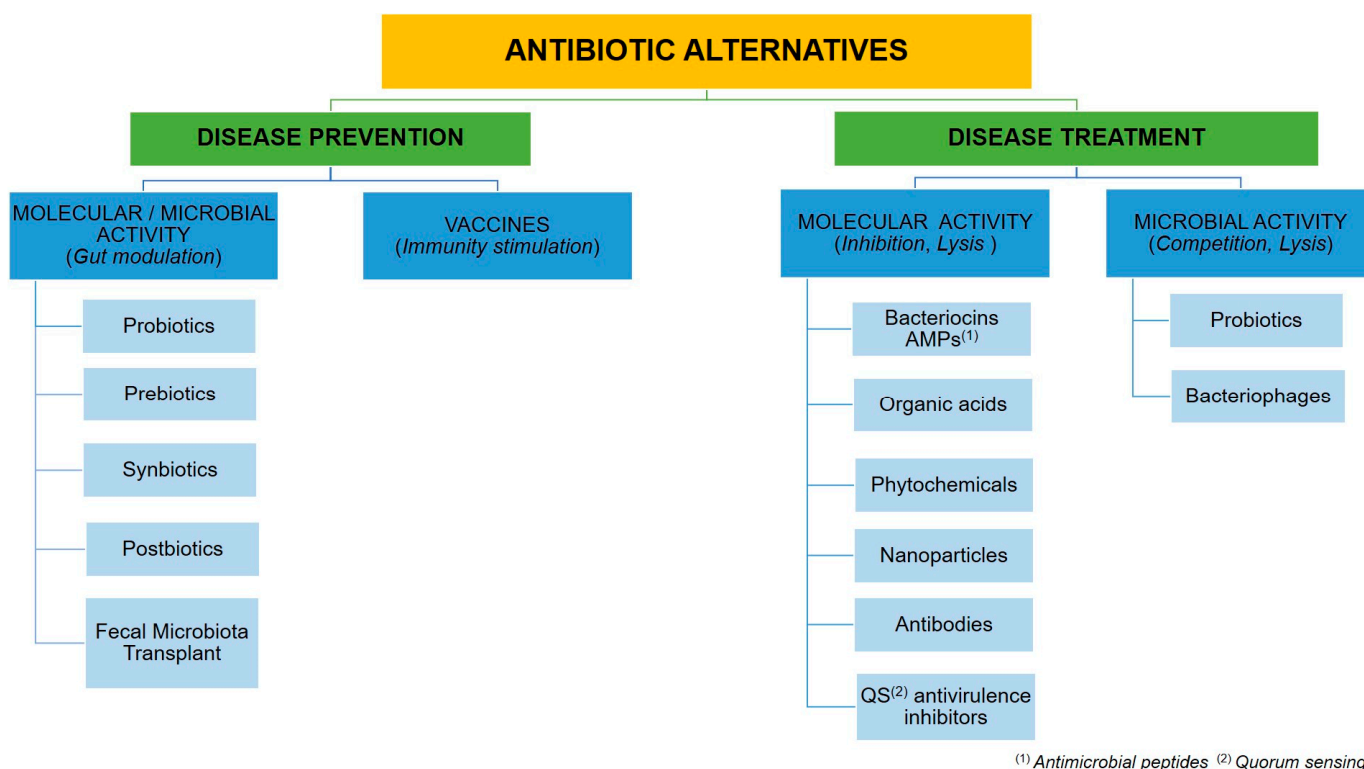 ANTIBIOTIC ALTERNATIVES
DISEASE PREVENTION
DISEASE TREATMENT
MOLECULAR / MICROBIAL
ACTIVITY
(Gut modulation)
VACCINES
(Immunity stimulation)
MOLECULAR ACTIVITY
(Inhibition, Lysis )
MICROBIAL ACTIVITY
(Competition, Lysis)
Probiotics
Prebiotics
Synbiotics
Postbiotics
Fecal Microbiota
Transplant
Bacteriocins
AMPs(1)
Organic acids
Phytochemicals
Nanoparticles
Antibodies
QS(2) antivirulence
inhibitors
Probiotics
Bacteriophages
(1) Antimicrobial peptides (2) Quorum sensing